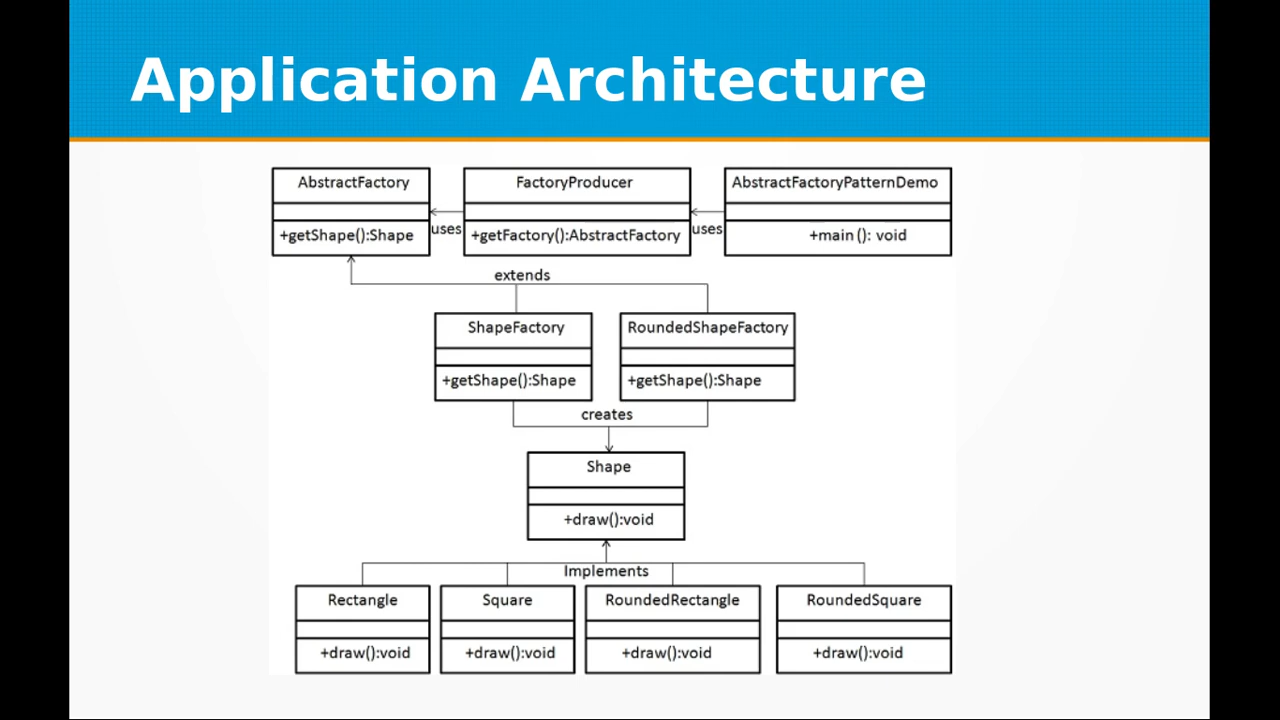 Application Architecture
AbstractFactory
FactoryProducer
AbstractFactoryPatternDemo
uses
uses
+getShape():Shape
+getFactory():AbstractFactory
+main (): void
extends
ShapeFactory
RoundedShapeFactory
+getShape():Shape
+getShape():Shape
creates
Shape
+draw():void
Implements
Rectangle
Square
RoundedRectangle
RoundedSquare
+draw():void
+draw():void
+draw():void
+draw():void